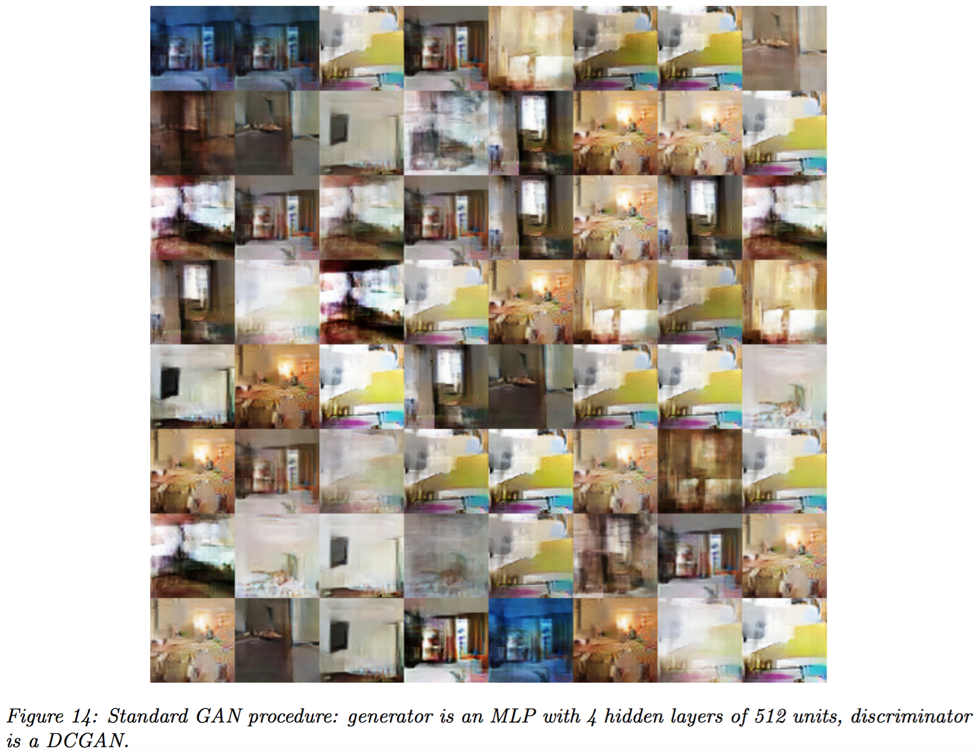 Figure 14: Standard GAN procedure: generator is an MLP with 4 hidden layers of 512 units, discriminator
is a DCGAN.